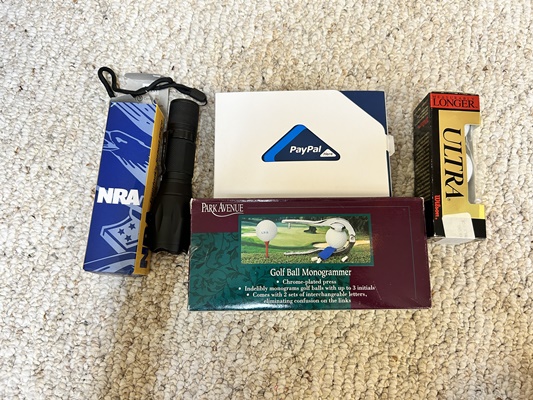 NRA
PayPal
LONGER
ULTRA
Wilson
PARK AVENUE
Golf Ball Monogrammer
• Chrome-plated press
• Indelibly monograms golf balls with up to 3 initials
• Comes with 2 sets of interchangeable letters,
eliminating confusion on the links